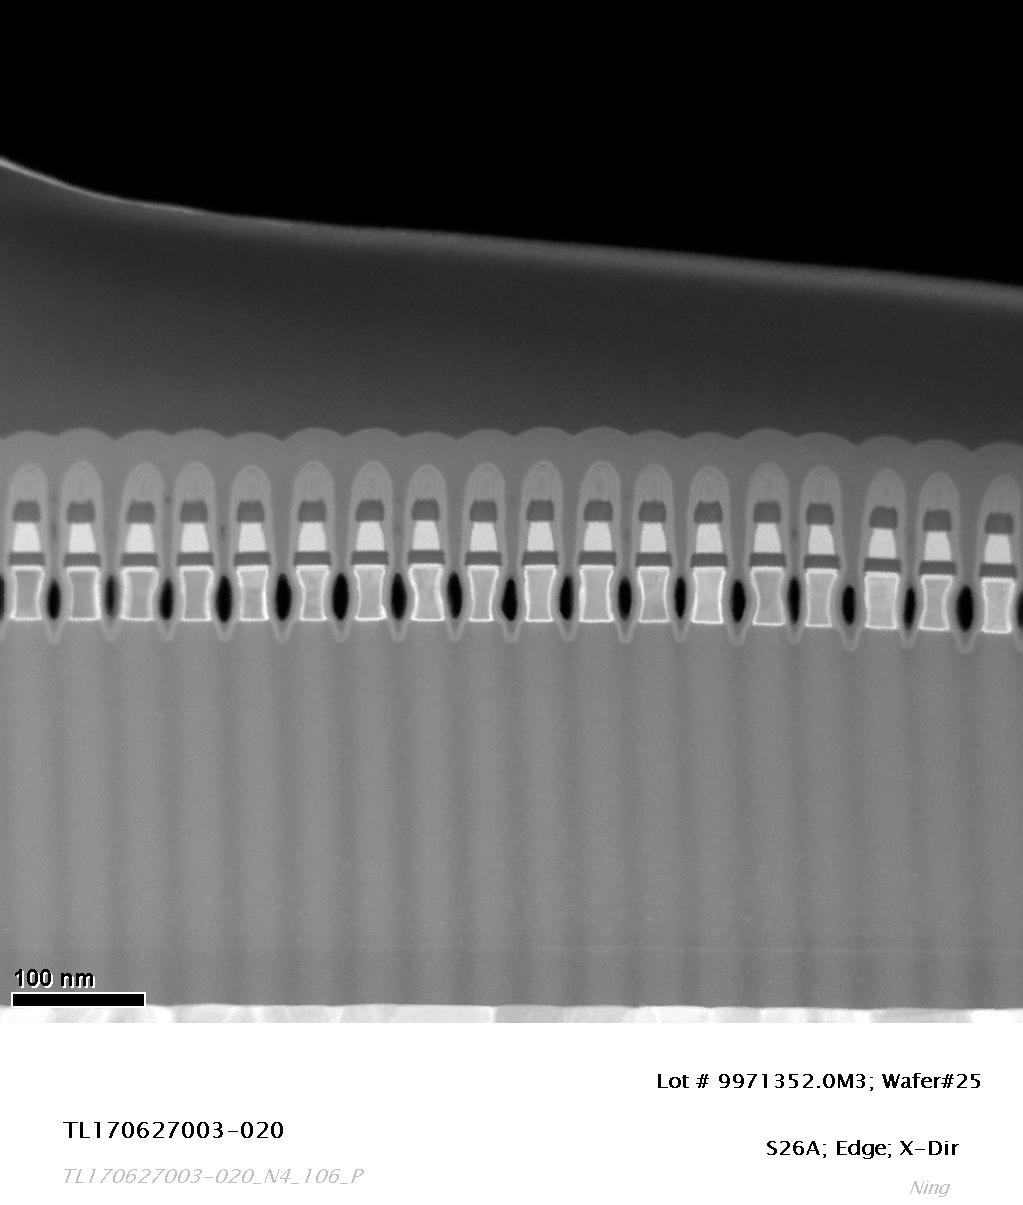 100 nm
Lot # 9971352.0M3; Wafer#25
TL170627003-020
S26A; Edge; X-Dir
TL170627003-020_N4_106_P
Ning